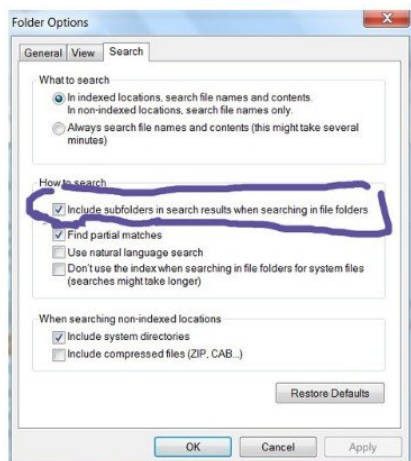 Folder Options
General View Search
What to search
In indexed locations, search file names and contents.
In non-indexed locations, search file names only.
Always search file names and contents (this might take several
minutes)
How to search
Include subfolders in search results when searching in file folders
Find partial matches
Use natural language search
Don't use the index when searching in file folders for system files
(searches might take longer)
When searching non-indexed locations
Include system directories
Include compressed files (ZIP, CAB...)
Restore Defaults
OK Cancel Apply